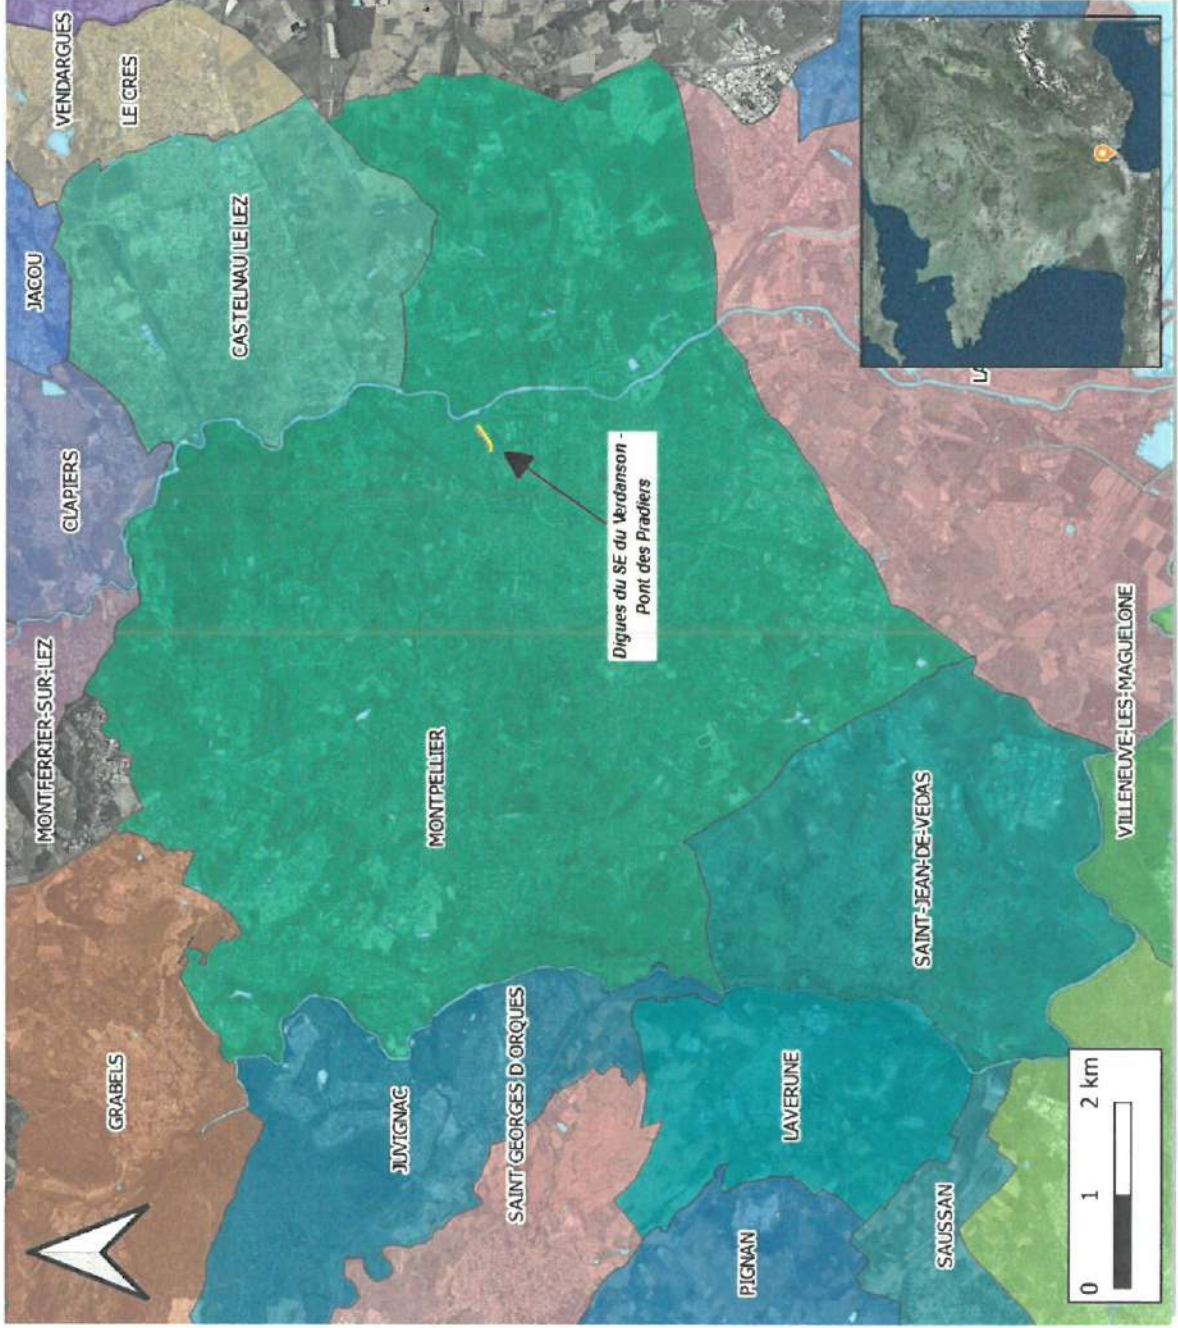 MONTFERRIER-SUR-LEZ
JACOU
VENDARGUES
CLAPIERS
LE CRES
GRABELS
CASTELNAU LE LEZ
JUVIGNAC
MONTPELLIER
SAINT GEORGES D ORQUES
Digues du SE du Verdanson -
Pont des Pradiers
PIGNAN
LAVERUNE
SAINT-JEAN-DE-VEDAS
SAUSSAN
LA
0 1 2 km
VILLENEUVE-LES-MAGUELONE